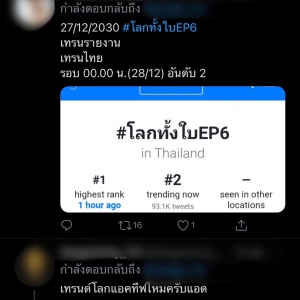 กำลังตอบกลับถึง
27/12/2030 #โลกทั้งใบEP6
เทรนรายงาน
เทรนไทย
รอบ 00.00 น.(28/12) อันดับ 2
#โลกทั้งใบEP6
in Thailand
#1 #2 –
highest rank trending now seen in other
1 hour ago 93.1K tweets locations
16 1
กำลังตอบกลับถึง
เทรนด์โลกแอคทีฟไหมครับแอด